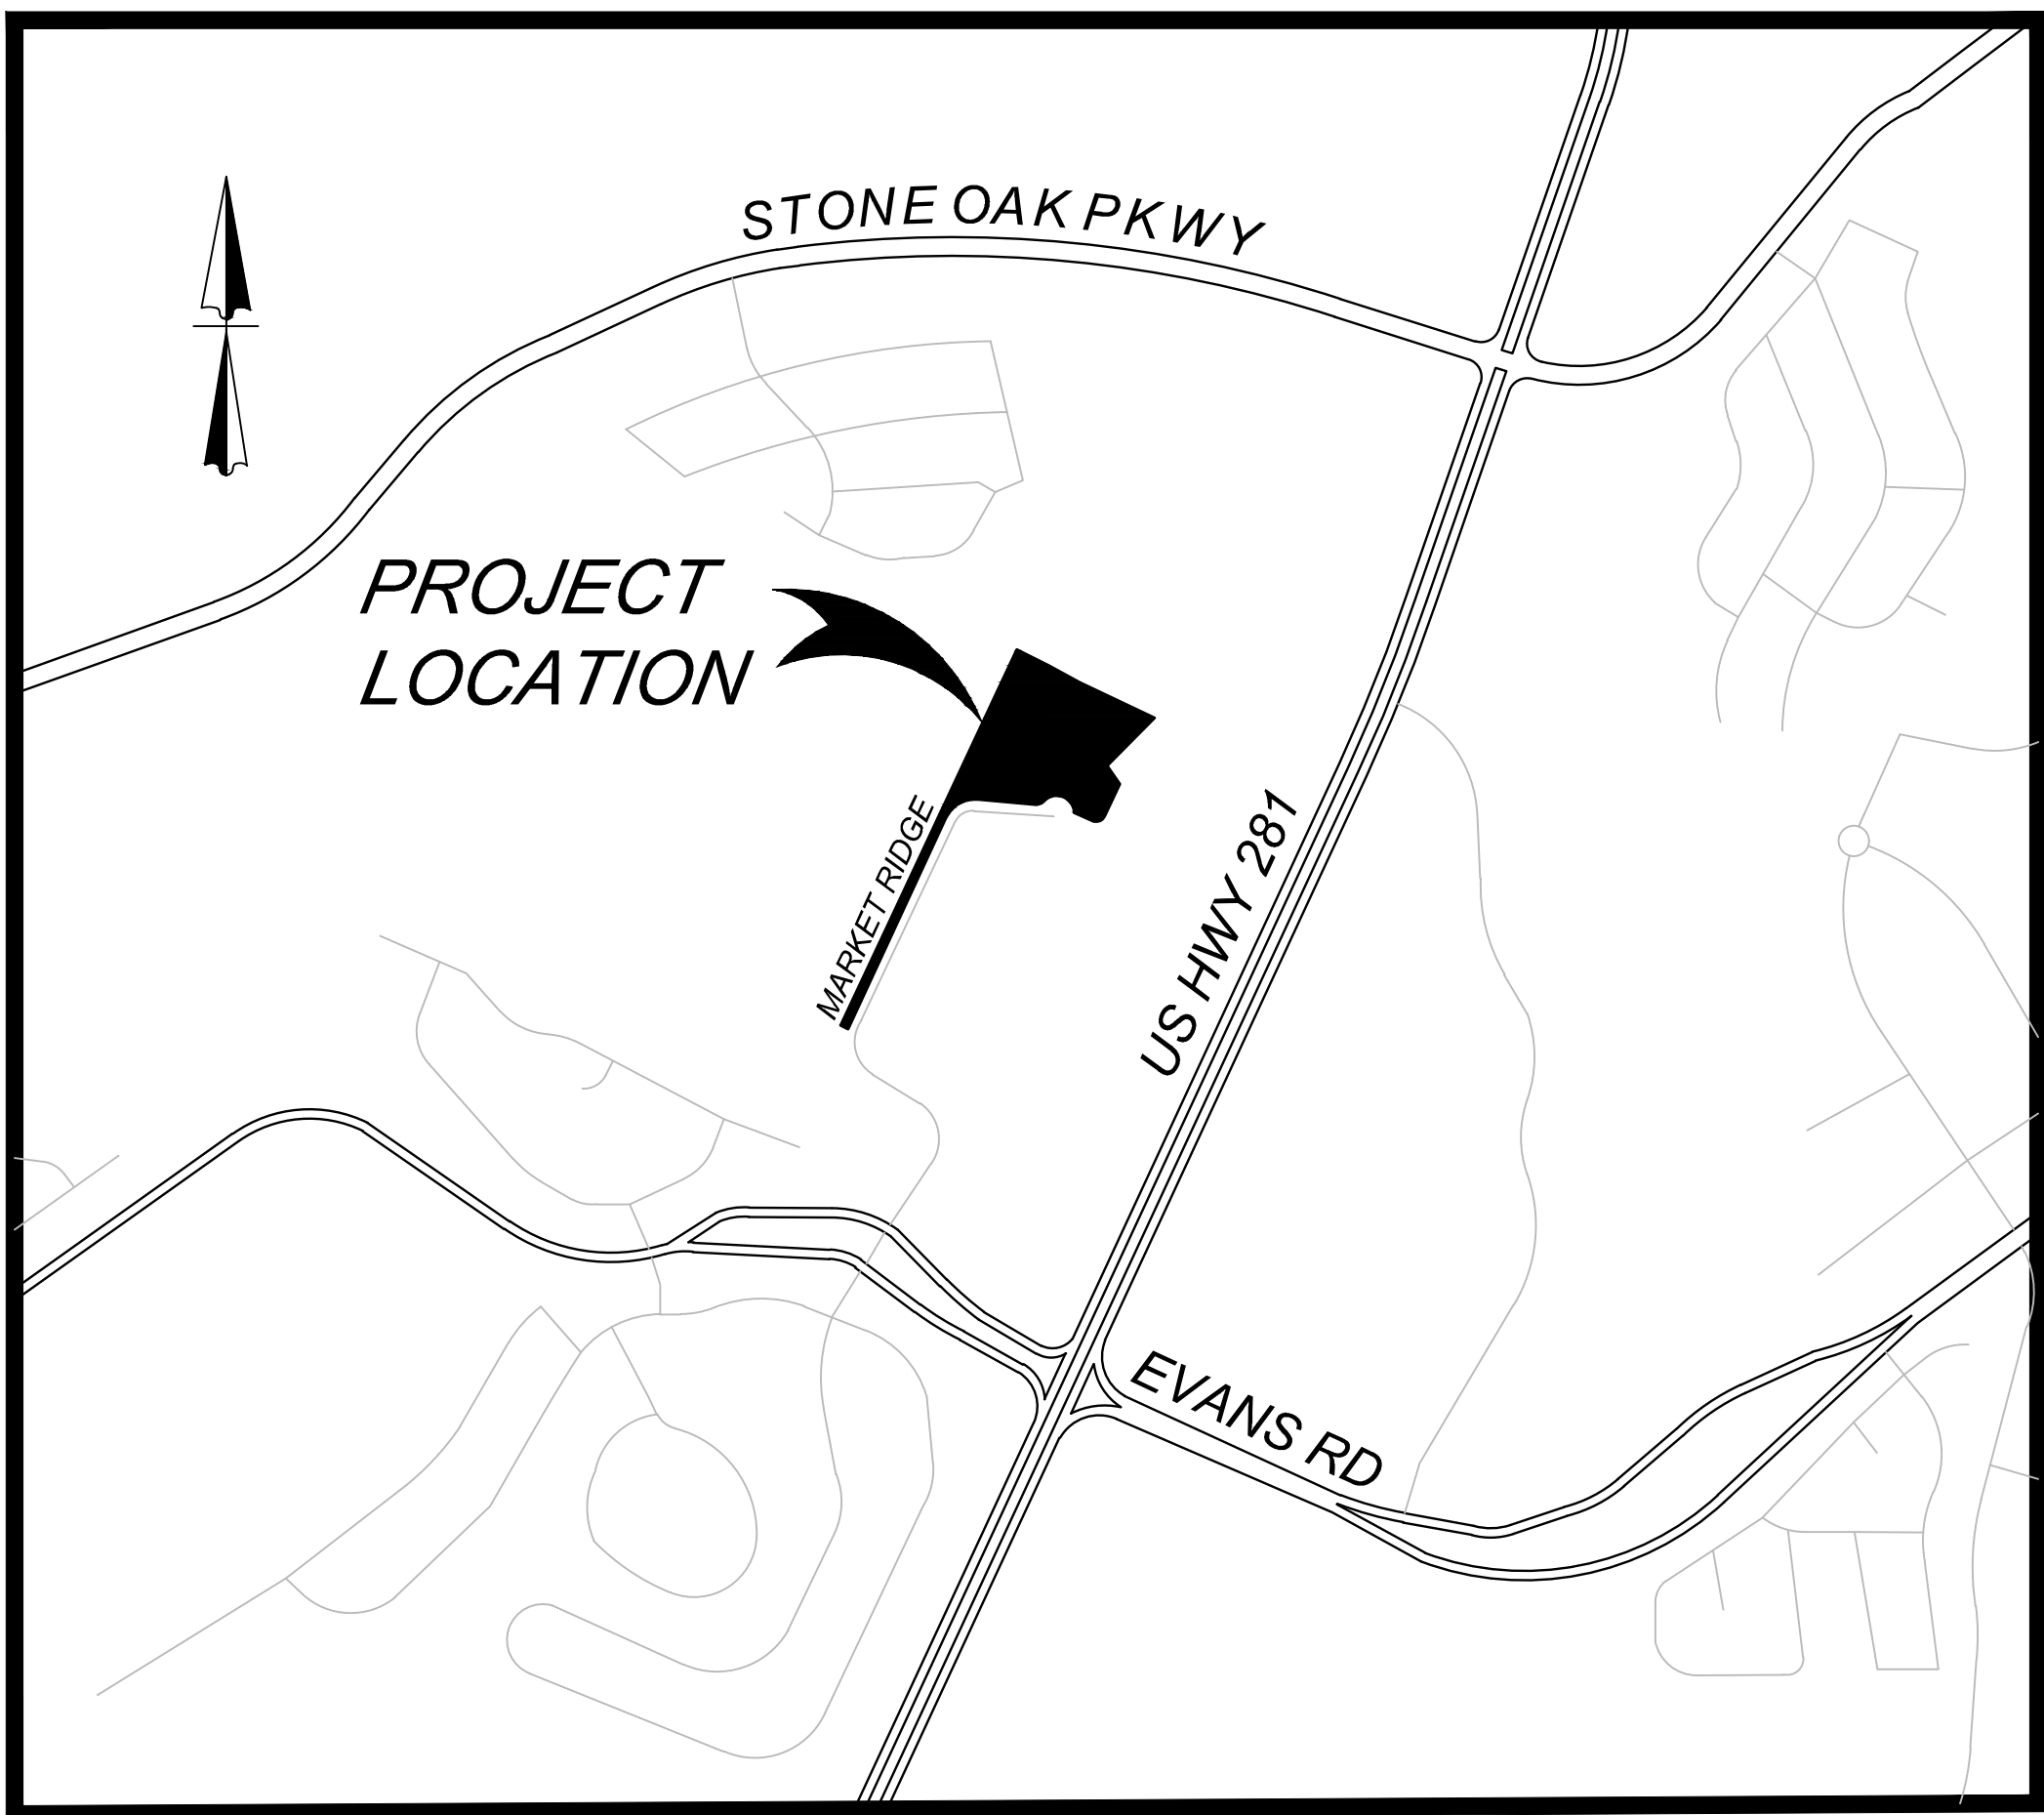 STONE OAK PKWY
PROJECT
LOCATION
MARKET RIDGE
US HWY 281
EVANS RD